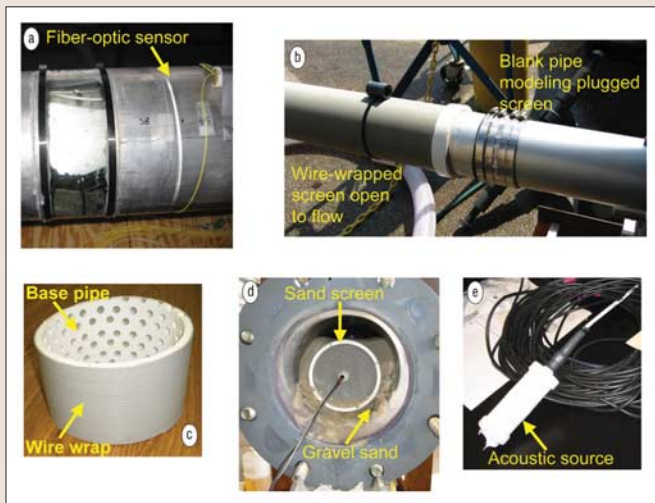 a
Fiber-optic sensor
b
Blank pipe
modeling plugged
screen
Wire-wrapped
screen open
to flow
Base pipe
Wire wrap
c
d
Sand screen
Gravel sand
e
Acoustic source